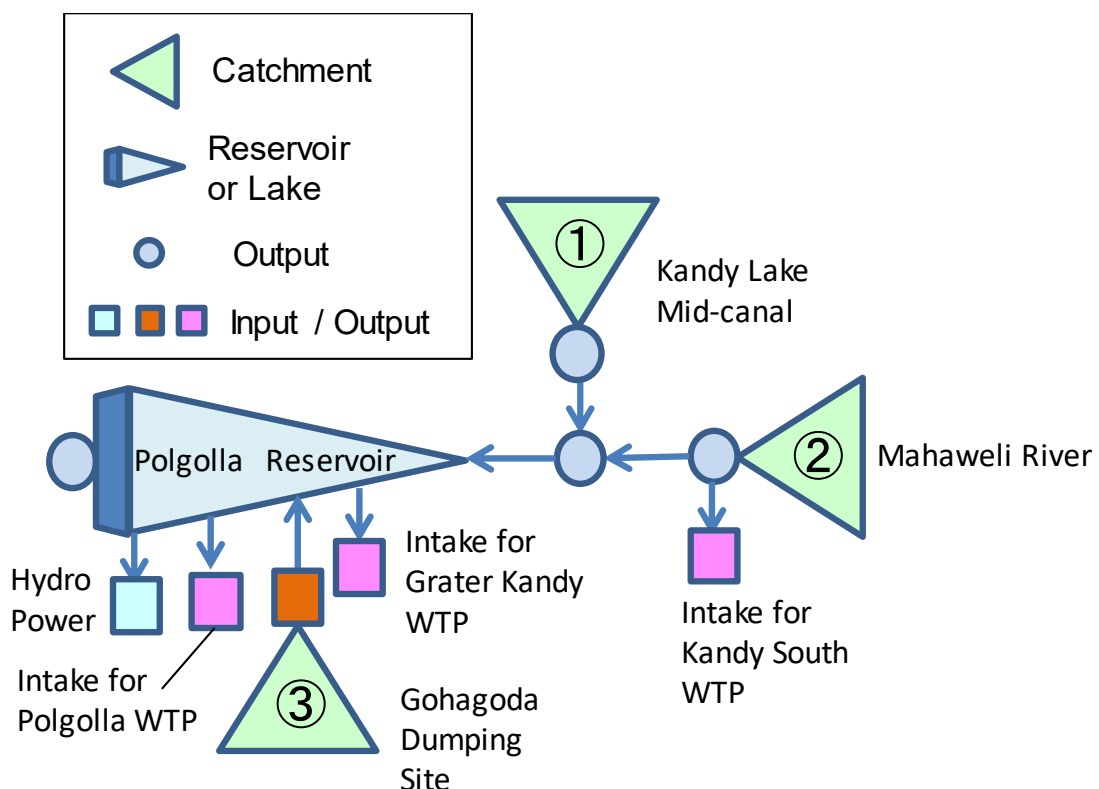 Catchment
Reservoir
or Lake
Output
Input / Output
①
Kandy Lake
Mid-canal
Polgolla Reservoir
②
Mahaweli River
Hydro
Power
Intake for
Polgolla WTP
③
Gohagoda
Dumping
Site
Intake for
Grater Kandy
WTP
Intake for
Kandy South
WTP